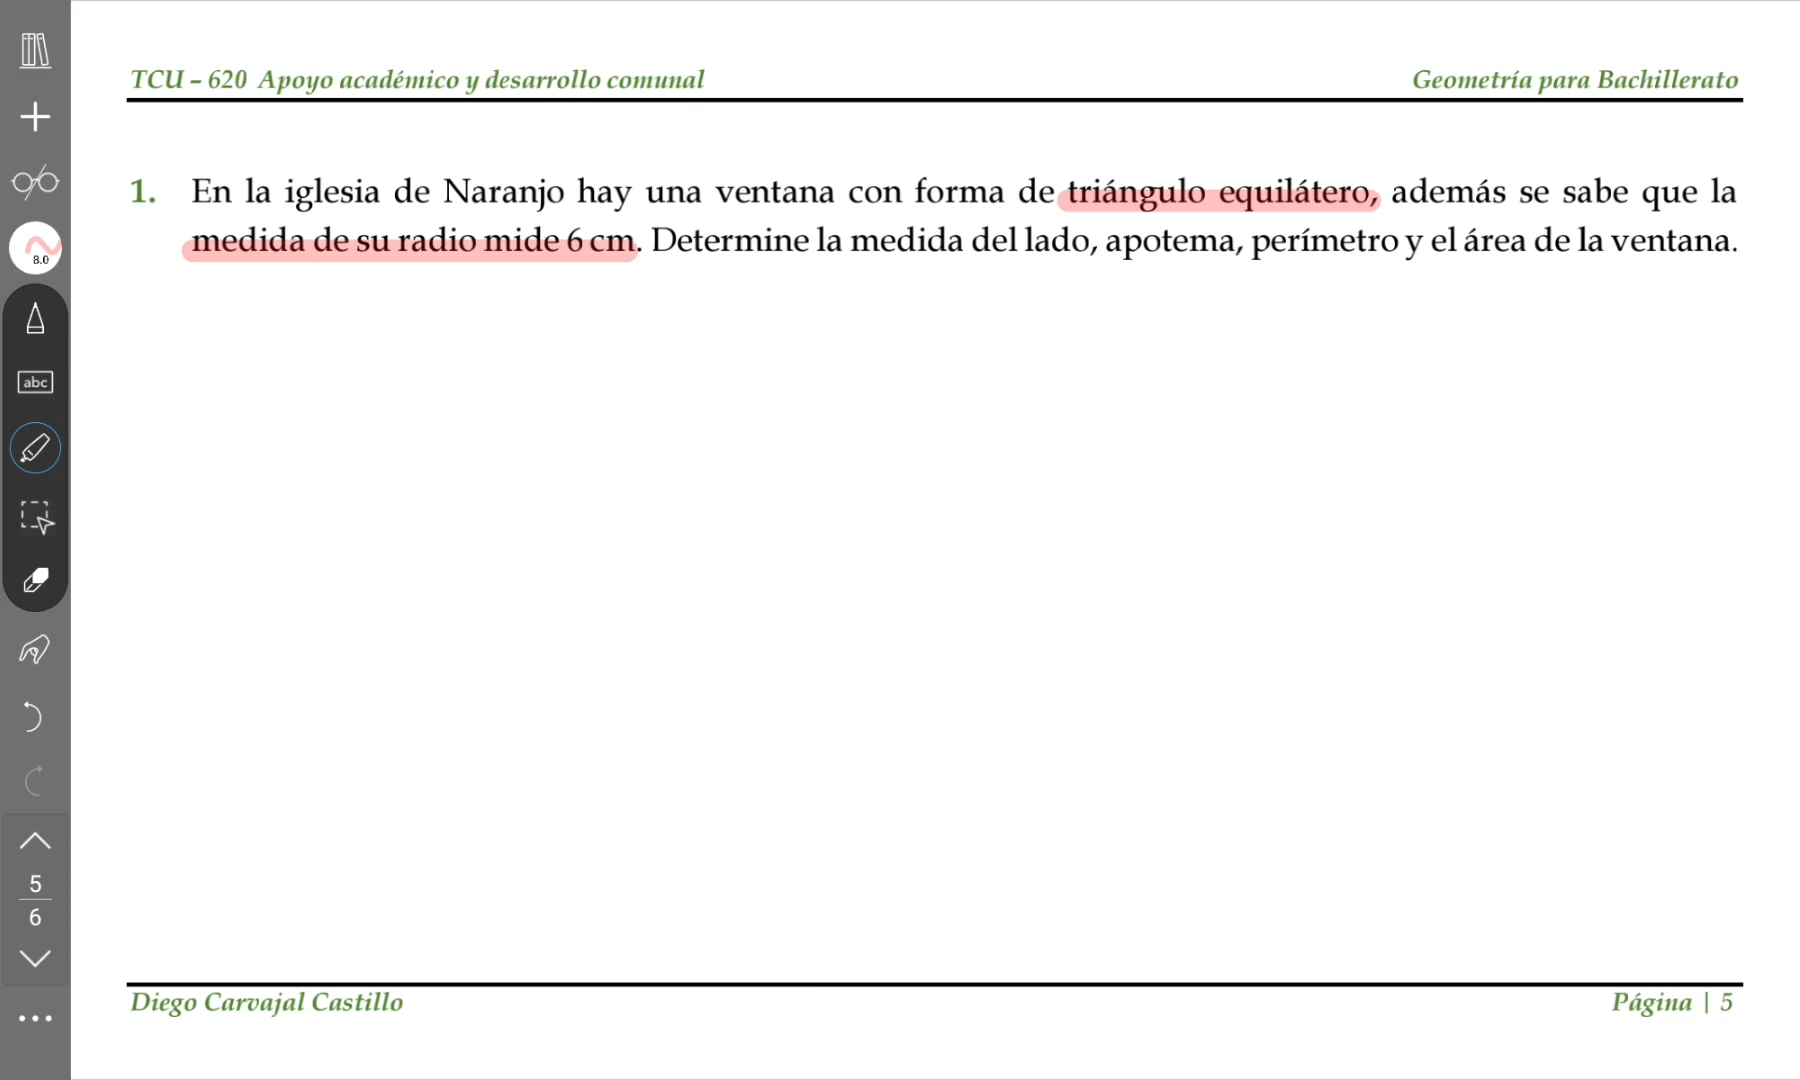 TCU – 620 Apoyo académico y desarrollo comunal
Geometría para Bachillerato
1. En la iglesia de Naranjo hay una ventana con forma de triángulo equilátero, además se sabe que la
medida de su radio mide 6 cm. Determine la medida del lado, apotema, perímetro y el área de la ventana.
8.0
abc
5
6
Diego Carvajal Castillo
Página | 5